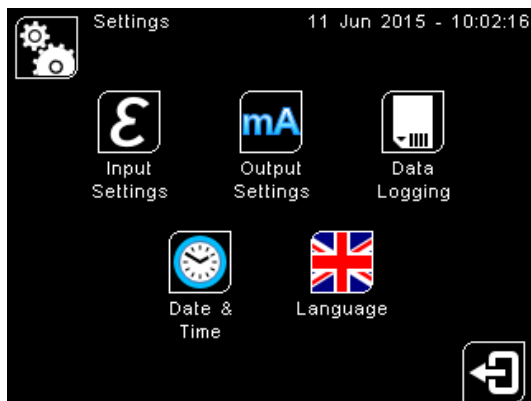 Settings
11 Jun 2015 - 10:02:16
ε
mA
Input
Settings
Output
Settings
Data
Logging
Date &
Time
Language